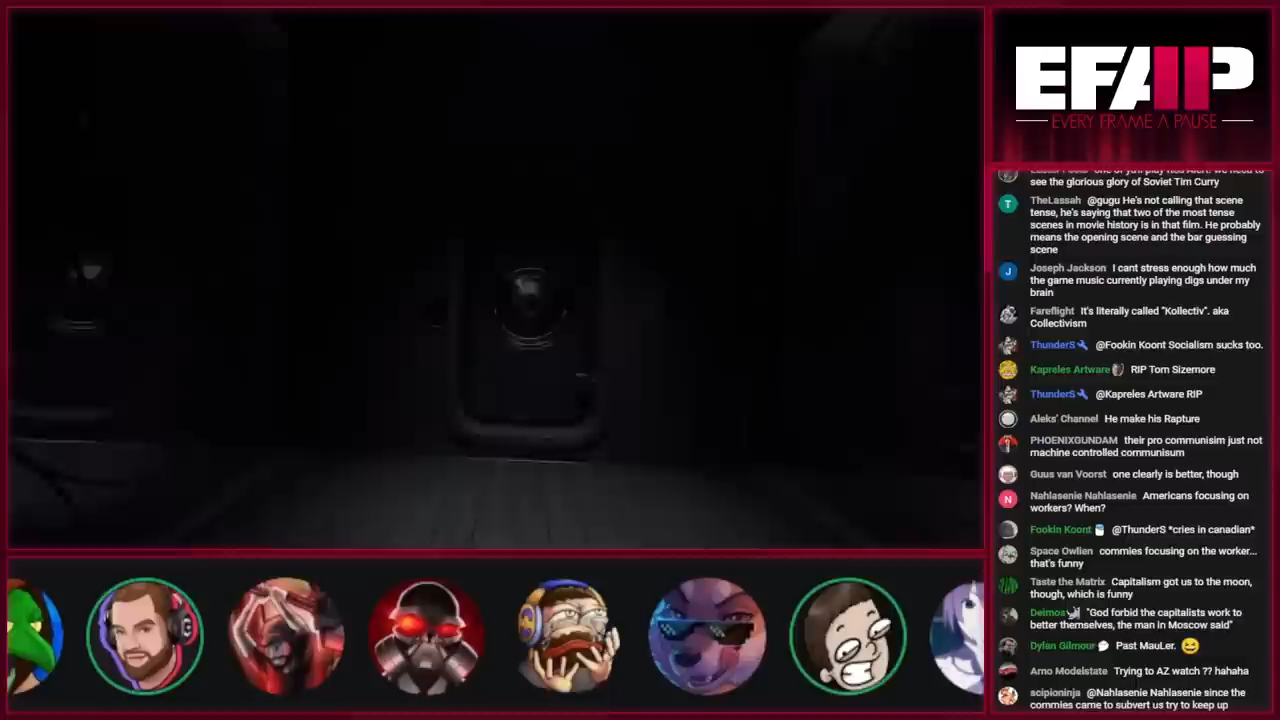 EFAP
EVERY FRAME A PAUSE
see the glorious glory of Soviet Tim Curry
T
TheLassah @gugu He's not calling that scene
tense, he's saying that two of the most tense
scenes in movie history is in that film. He probably
means the opening scene and the bar guessing
scene
J
Joseph Jackson I cant stress enough how much
the game music currently playing digs under my
brain
Fareflight It's literally called "Kollectiv". aka
Collectivism
ThunderS @Fookin Koont Socialism sucks too.
Kapreles Artware RIP Tom Sizemore
ThunderS @Kapreles Artware RIP
Aleks' Channel He make his Rapture
PHOENIXGUNDAM their pro communisim just not
machine controlled communisum
Guus van Voorst one clearly is better, though
N
Nahlasenie Nahlasenie Americans focusing on
workers? When?
Fookin Koont @ThunderS *cries in canadian*
Space Owlien commies focusing on the worker...
that's funny
Taste the Matrix Capitalism got us to the moon,
though, which is funny
Deimos "God forbid the capitalists work to
better themselves, the man in Moscow said"
Dylan Gilmour Past MauLer. 😆
Arno Modelstate Trying to AZ watch ?? hahaha
scipioninja @Nahlasenie Nahlasenie since the
commies came to subvert us try to keep up